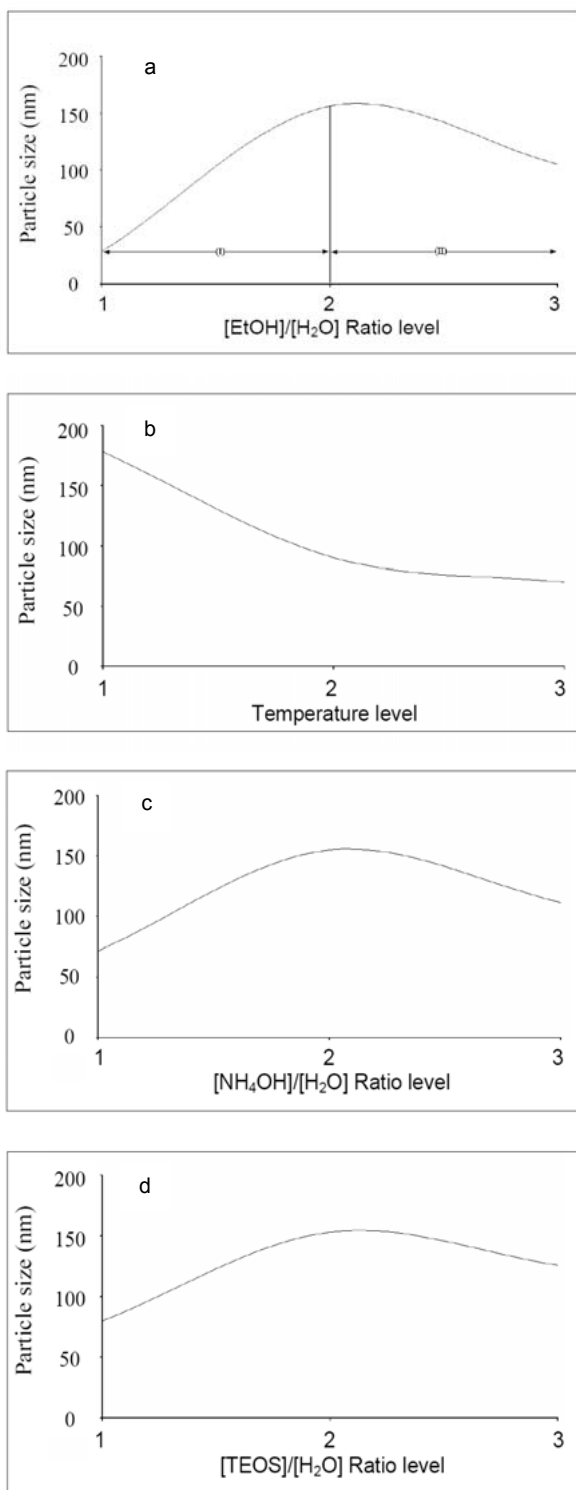 a
Particle size (nm)
200
150
100
50
0
(I)
(II)
1
2
3
[EtOH]/[H₂O] Ratio level
b
Particle size (nm)
200
150
100
50
0
1
2
3
Temperature level
c
Particle size (nm)
200
150
100
50
0
1
2
3
[NH₄OH]/[H₂O] Ratio level
d
Particle size (nm)
200
150
100
50
0
1
2
3
[TEOS]/[H₂O] Ratio level